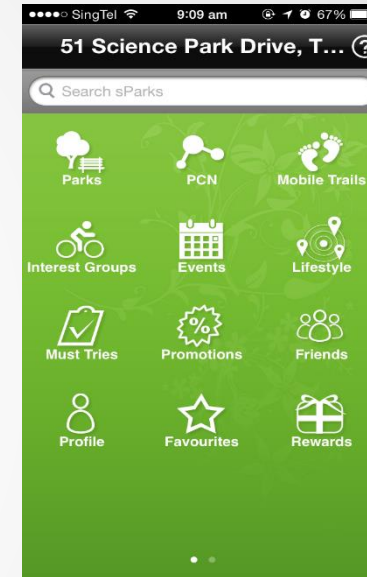 SingTel 9:09 am 67%
51 Science Park Drive, T... ?
Search sParks
Parks PCN Mobile Trails
Interest Groups Events Lifestyle
Must Tries Promotions Friends
Profile Favourites Rewards